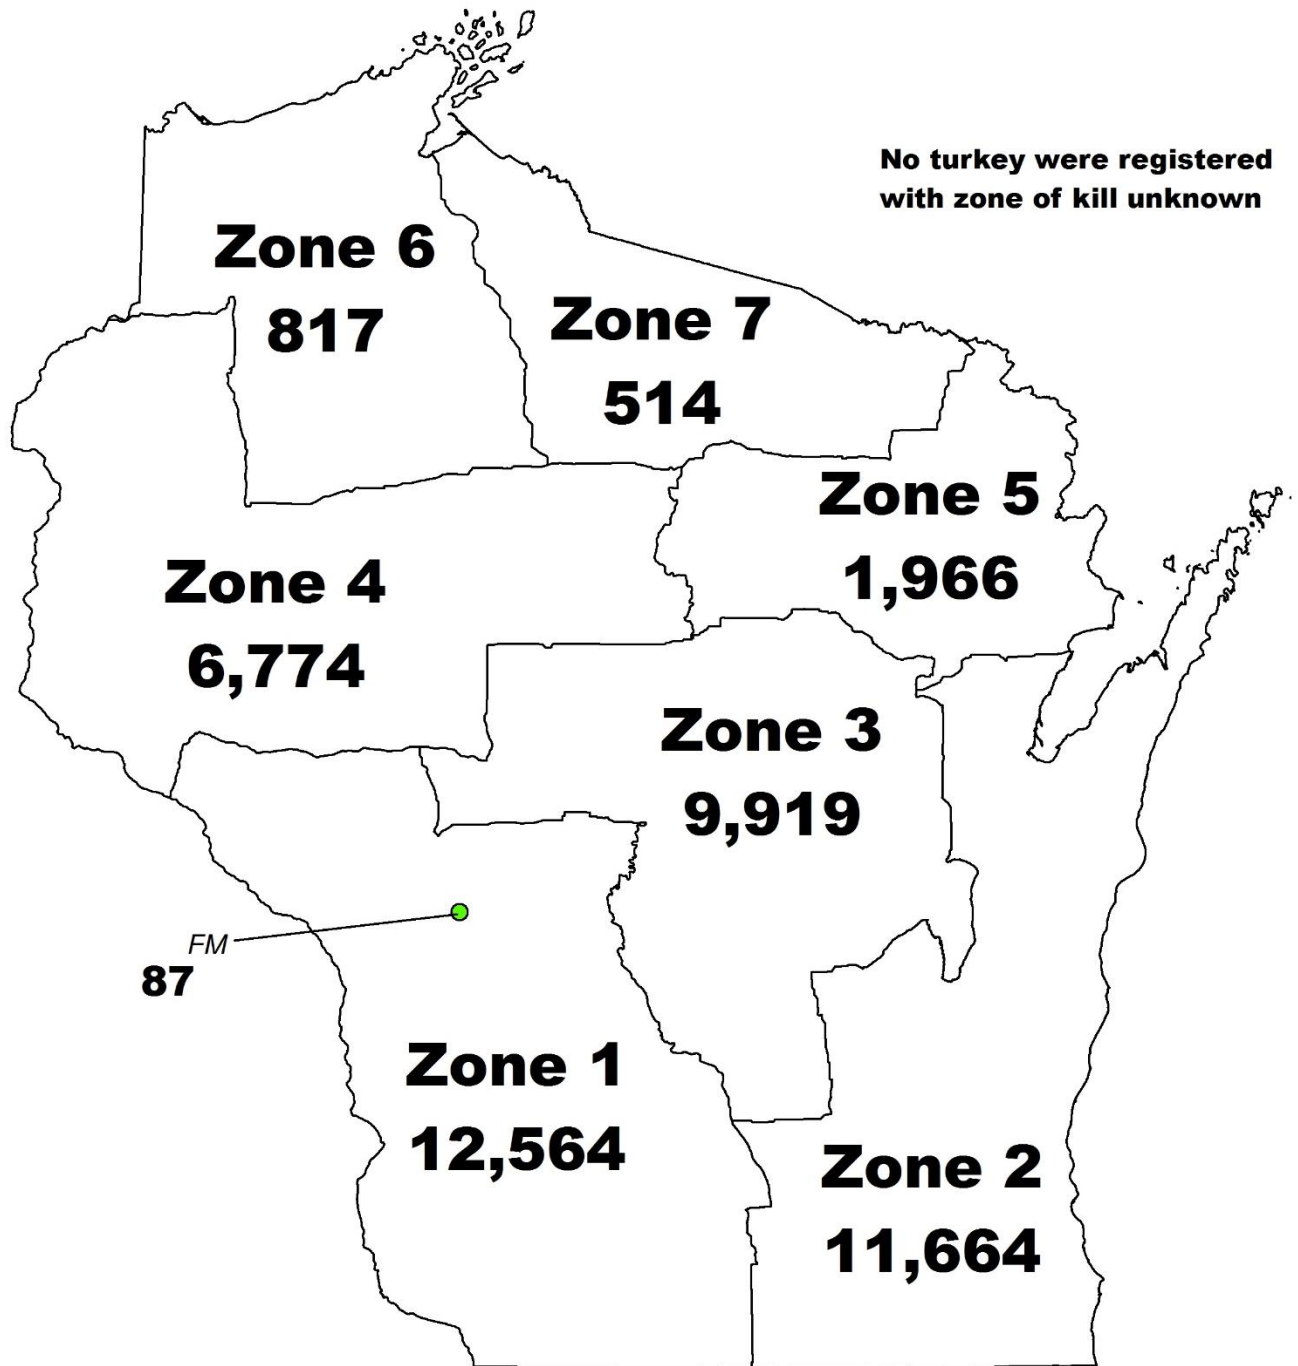 No turkey were registered
with zone of kill unknown
Zone 6
817
Zone 7
514
Zone 5
1,966
Zone 4
6,774
Zone 3
9,919
FM
87
Zone 1
12,564
Zone 2
11,664